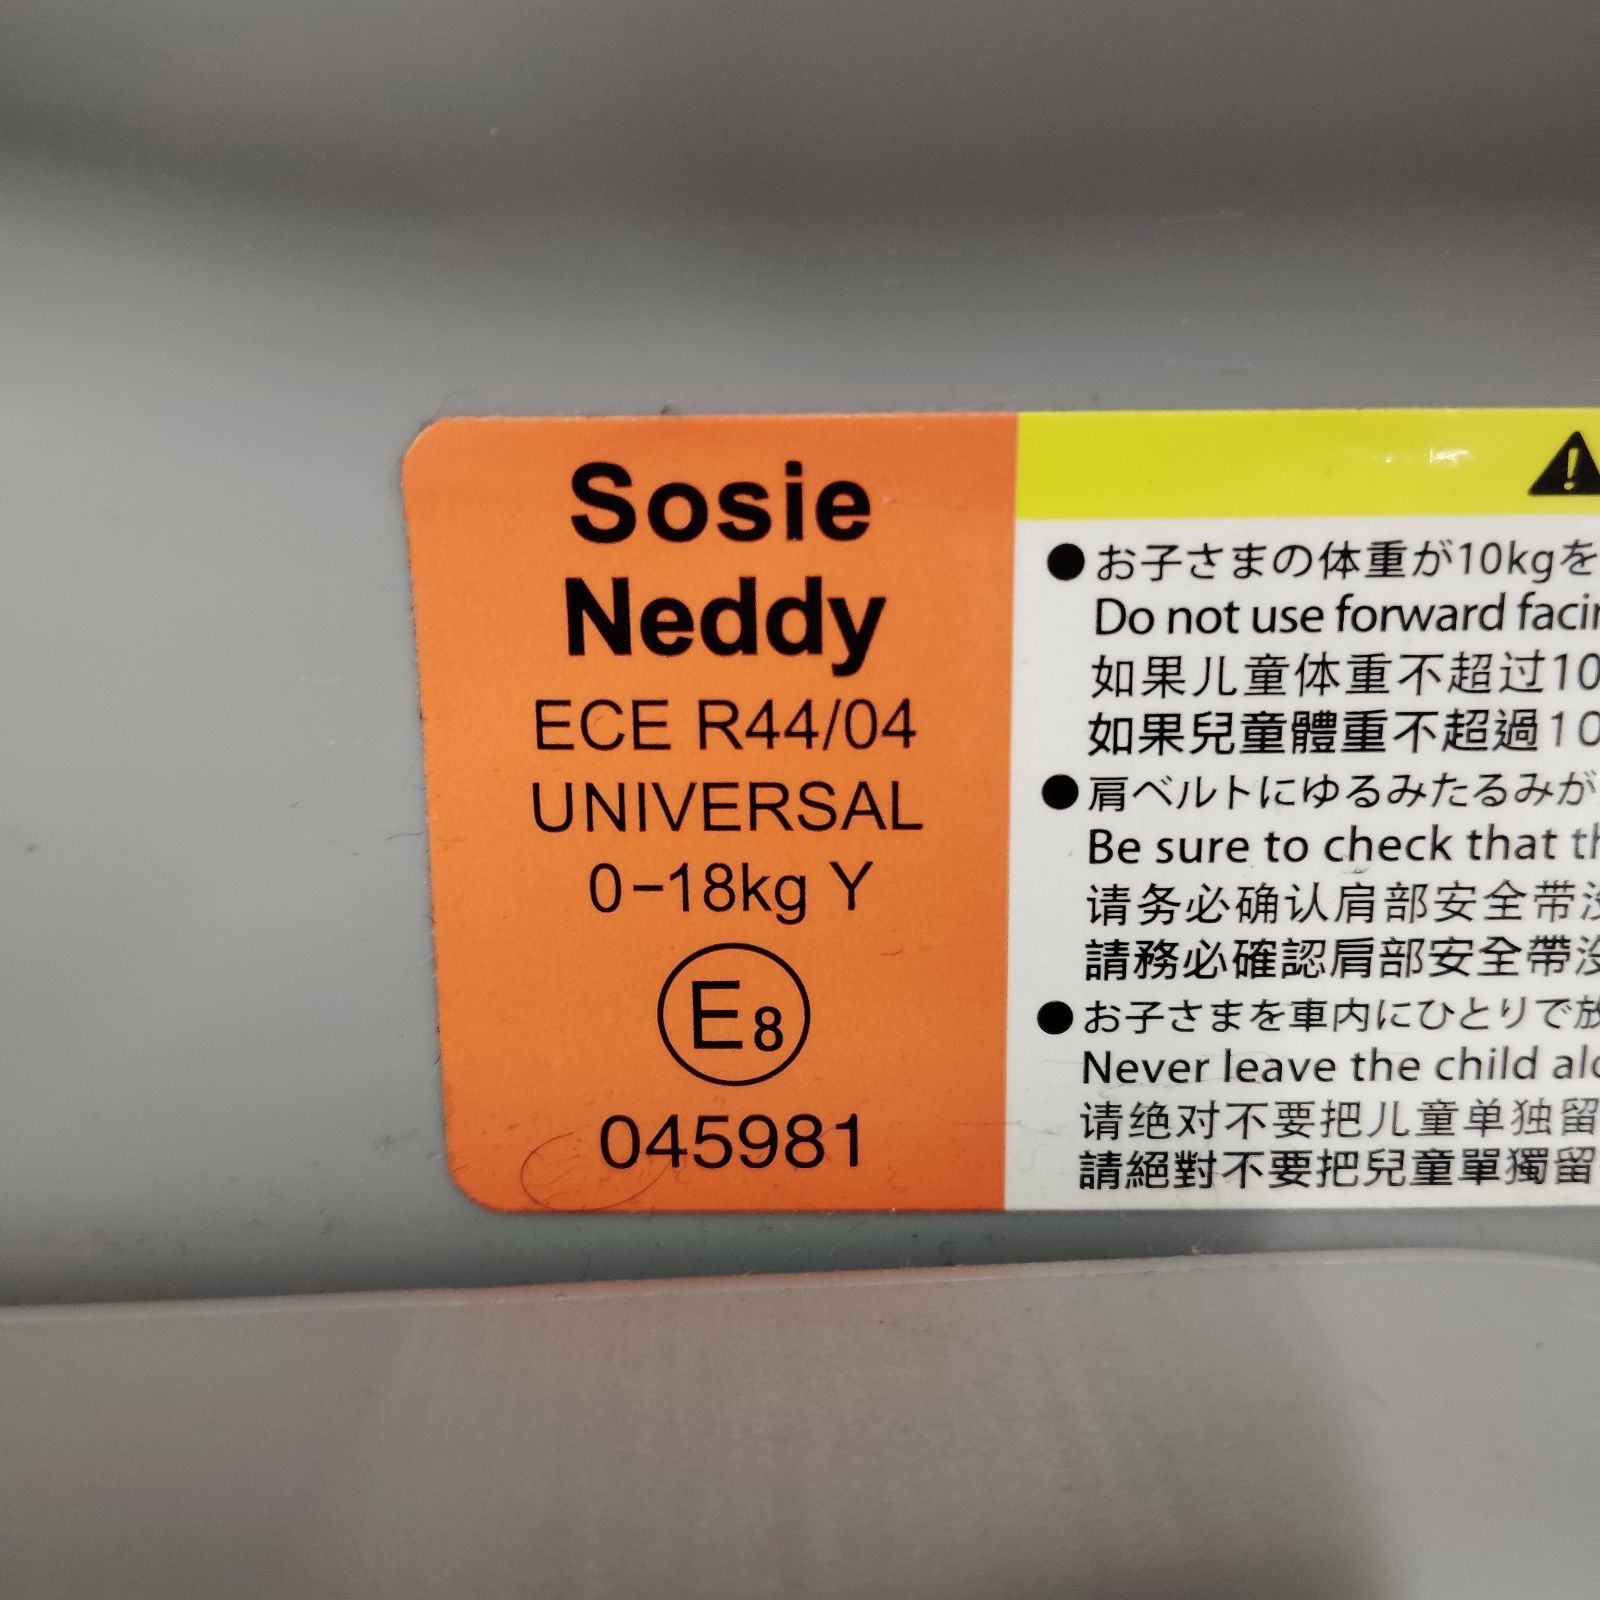 Sosie
Neddy
ECE R44/04
UNIVERSAL
0-18kg Y
E8
045981
●お子さまの体重が10kgを
Do not use forward
如果儿童体重不超过10
如果兒童體重不超過10
●肩ベルトにゆるみたるみが
Be sure to check that
请务必确认肩部安全带
請務必確認肩部安全帶
●お子さまを車内にひとりで放
Never leave the child
请绝对不要把儿童单独留
請絕對不要把兒童單獨留